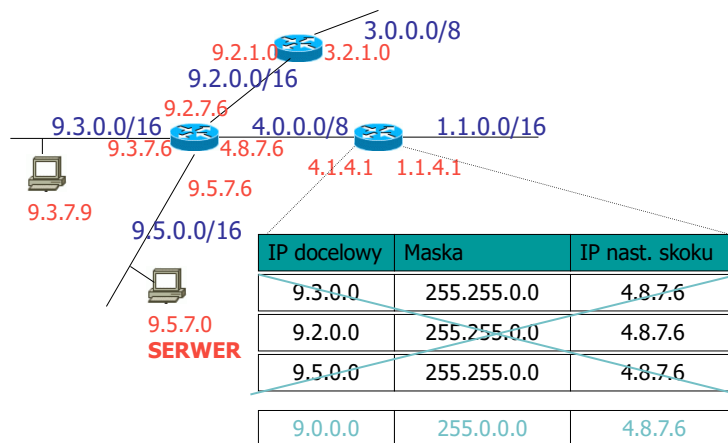 3.0.0.0/8
9.2.1.0 3.2.1.0
9.2.0.0/16
9.2.7.6
9.3.0.0/16 4.0.0.0/8 1.1.0.0/16
9.3.7.6 4.8.7.6
4.1.4.1 1.1.4.1
9.3.7.9
9.5.7.6
9.5.0.0/16
9.5.7.0
SERWER
IP docelowy Maska IP nast. skoku
9.3.0.0 255.255.0.0 4.8.7.6
9.2.0.0 255.255.0.0 4.8.7.6
9.5.0.0 255.255.0.0 4.8.7.6
9.0.0.0 255.0.0.0 4.8.7.6